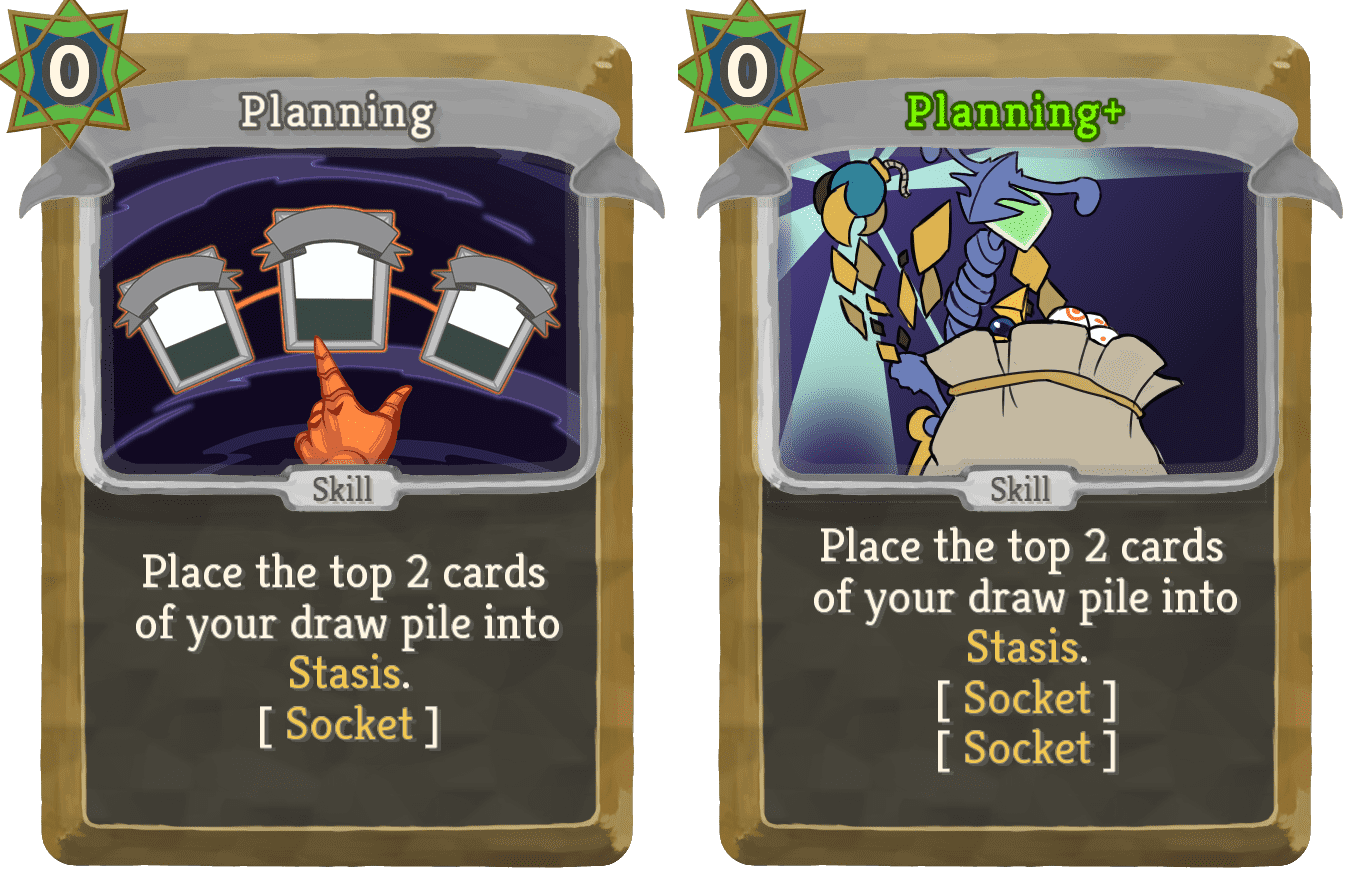 0
Planning
Skill
Place the top 2 cards
of your draw pile into
Stasis.
[ Socket ]
0
Planning+
Skill
Place the top 2 cards
of your draw pile into
Stasis.
[ Socket ]
[ Socket ]